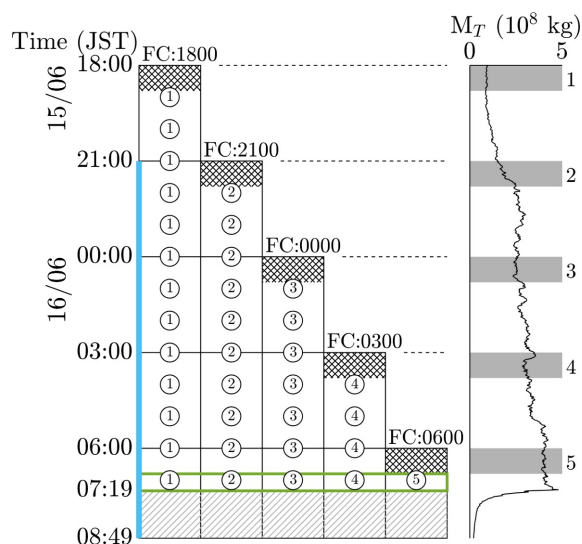 M_T (10^8 kg)
Time (JST)
0 5
FC:1800
18:00
1
①
15/06
①
21:00 ①
FC:2100
2
① ②
① ②
00:00 ① ②
FC:0000
3
① ② ③
16/06
① ② ③
03:00 ① ② ③
FC:0300
4
① ② ③ ④
① ② ③ ④
06:00 ① ② ③ ④
FC:0600
5
① ② ③ ④ ⑤
07:19
08:49